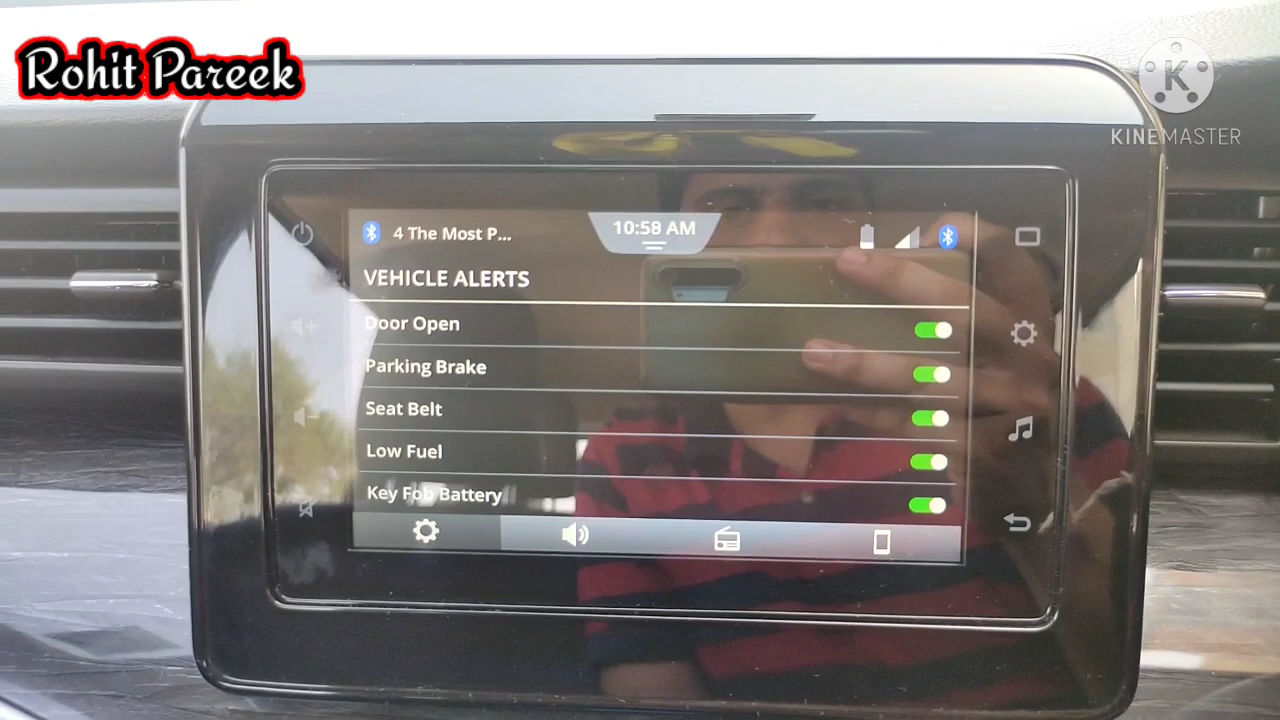 Rohit Pareek
K
KINEMASTER
4 The Most P...
10:58 AM
VEHICLE ALERTS
Door Open
Parking Brake
Seat Belt
Low Fuel
Key Fob Battery